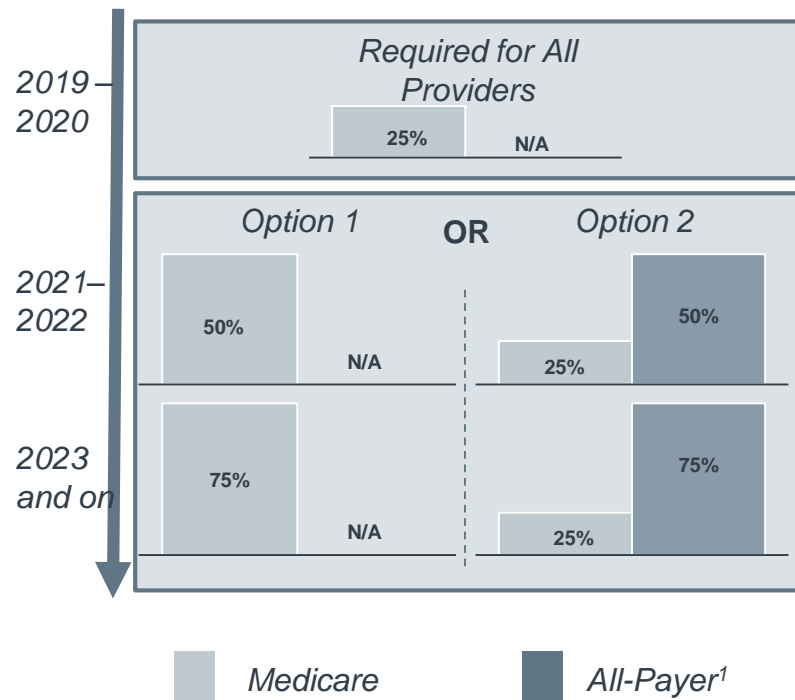 Required for All
Providers
2019 –
2020
25%
N/A
Option 1
OR
Option 2
2021–
2022
50%
N/A
25%
50%
2023
and on
75%
N/A
25%
75%
Medicare
All-Payer¹